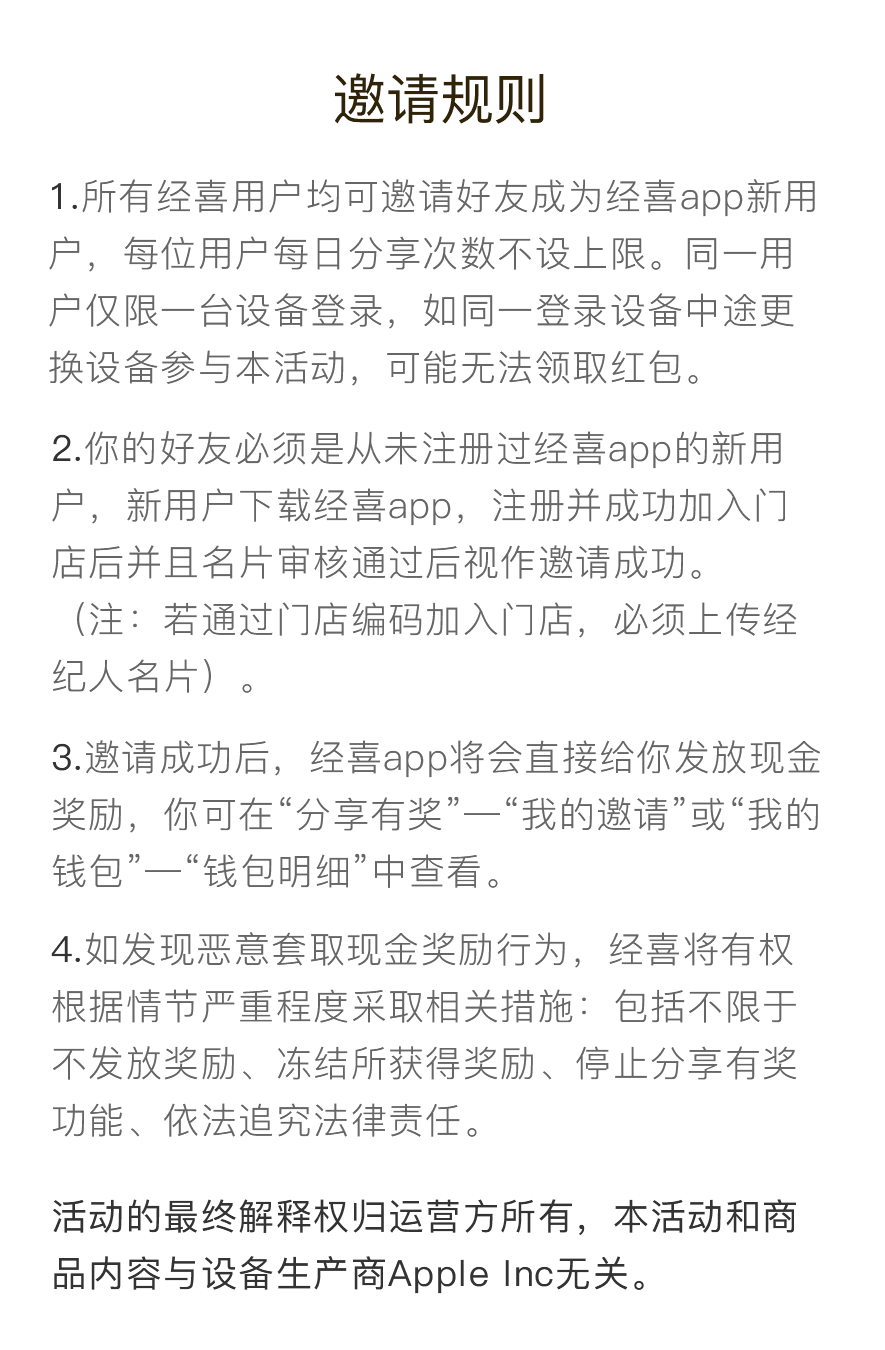 邀请规则
1.所有经喜用户均可邀请好友成为经喜app新用
户，每位用户每日分享次数不设上限。同一用
户仅限一台设备登录，如同一登录设备中途更
换设备参与本活动，可能无法领取红包。
2.你的好友必须是从未注册过经喜app的新用
户，新用户下载经喜app，注册并成功加入门
店后并且名片审核通过后视作邀请成功。
（注：若通过门店编码加入门店，必须上传经
纪人名片）。
3.邀请成功后，经喜app将会直接给你发放现金
奖励，你可在“分享有奖”—“我的邀请”或“我的
钱包”—“钱包明细”中查看。
4.如发现恶意套取现金奖励行为，经喜将有权
根据情节严重程度采取相关措施：包括不限于
不发放奖励、冻结所获得奖励、停止分享有奖
功能、依法追究法律责任。
活动的最终解释权归运营方所有，本活动和商
品内容与设备生产商Apple Inc无关。